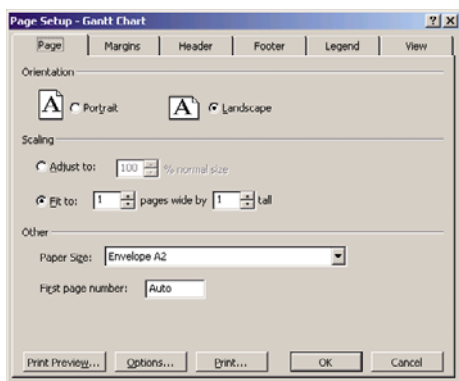 Page Setup - Gantt Chart
Page Margins Header Footer Legend View
Orientation
A Portrait A Landscape
Scaling
Adjust to: 100 % normal size
Fit to: 1 pages wide by 1 tall
Other
Paper Size: Envelope A2
First page number: Auto
Print Preview... Options... Print... OK Cancel